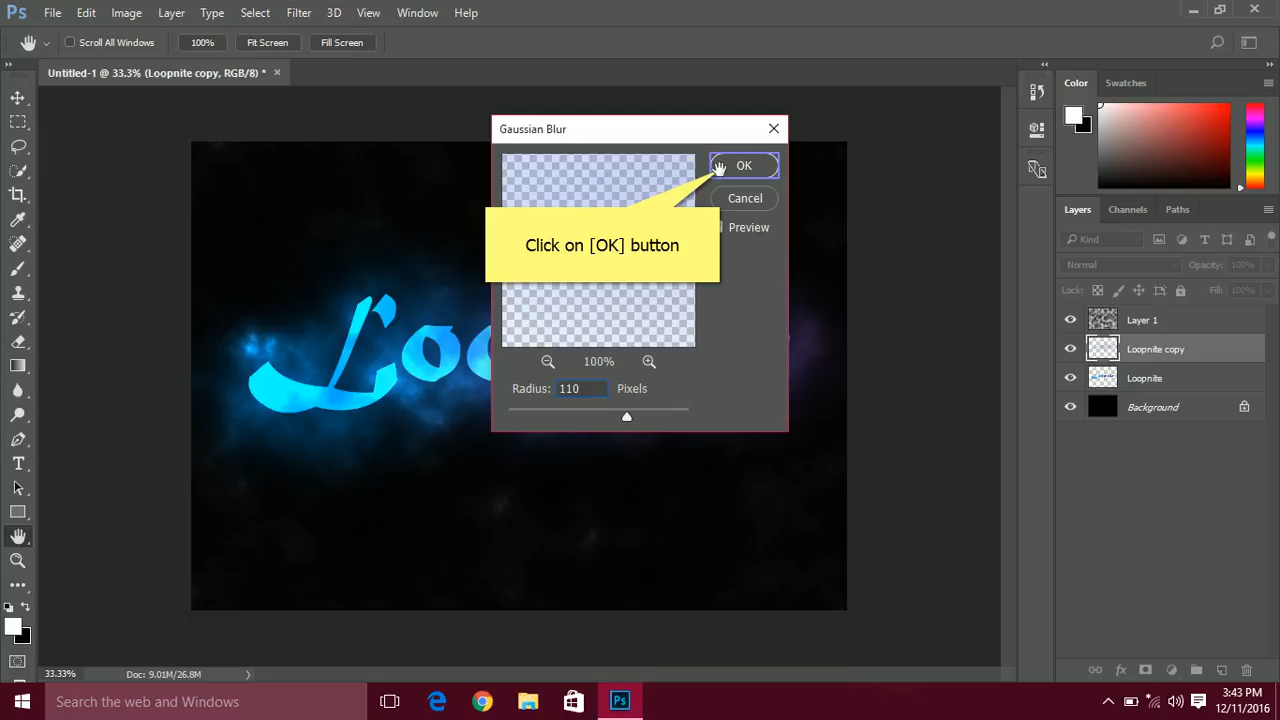 Ps File Edit Image Layer Type Select Filter 3D View Window Help
Scroll All Windows 100% Fit Screen Fill Screen
Untitled-1 @ 33.3% (Loopnite copy, RGB/8) * ×
Gaussian Blur
OK
Cancel
Preview
Click on [OK] button
100%
Radius: 110 Pixels
Loo
Color Swatches
Layers Channels Paths
Kind
Normal Opacity: 100%
Lock: Fill: 100%
Layer 1
Loopnite copy
Loopnite
Background
33.33% Doc: 9.01M/26.8M
Search the web and Windows
Ps
3:43 PM
12/11/2016